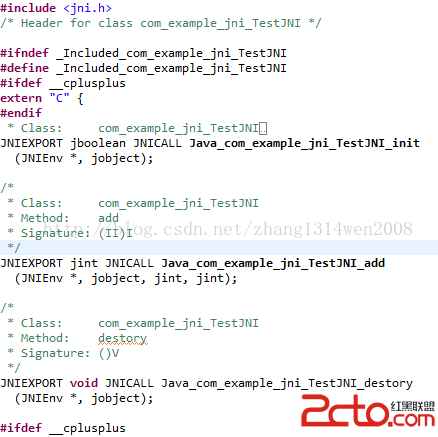 #include <jni.h>
/* Header for class com_example_jni_TestJNI */
#ifndef _Included_com_example_jni_TestJNI
#define _Included_com_example_jni_TestJNI
#ifdef __cplusplus
extern "C" {
#endif
* Class:     com_example_jni_TestJNI..
JNIEXPORT jboolean JNICALL Java_com_example_jni_TestJNI_init
(JNIEnv *, jobject);
/*
* Class:     com_example_jni_TestJNI
* Method:    add
* Signature: (II)I
http://blog.csdn.net/zhang1314wen2008
*/
JNIEXPORT jint JNICALL Java_com_example_jni_TestJNI_add
(JNIEnv *, jobject, jint, jint);
/*
* Class:     com_example_jni_TestJNI
* Method:    destory
* Signature: ()V
*/
JNIEXPORT void JNICALL Java_com_example_jni_TestJNI_destory
(JNIEnv *, jobject);
#ifdef __cplusplus
2cto.com
红黑联盟